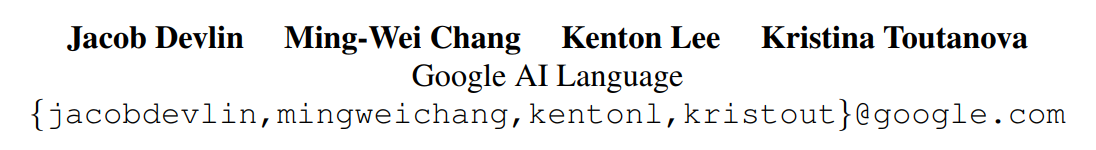 Jacob Devlin Ming-Wei Chang Kenton Lee Kristina Toutanova
Google AI Language
{jacobdevlin,mingweichang,kentonl,kristout}@google.com